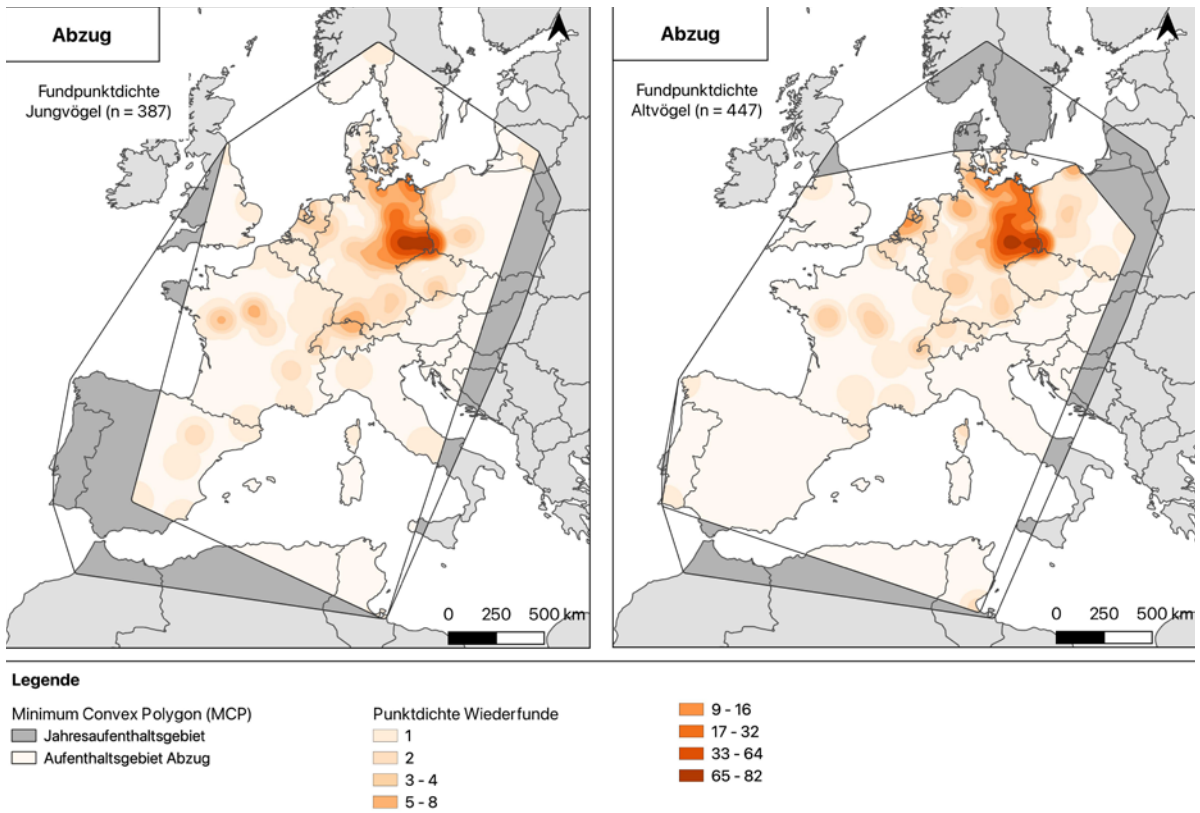 Abzug
Fundpunktdichte
Jungvögel (n = 387)
0 250 500 km
Abzug
Fundpunktdichte
Altvögel (n = 447)
0 250 500 km
Legende
Minimum Convex Polygon (MCP)
Jahresaufenthaltsgebiet
Aufenthaltsgebiet Abzug
Punktdichte Wiederfunde
1
2
3 - 4
5 - 8
9 - 16
17 - 32
33 - 64
65 - 82